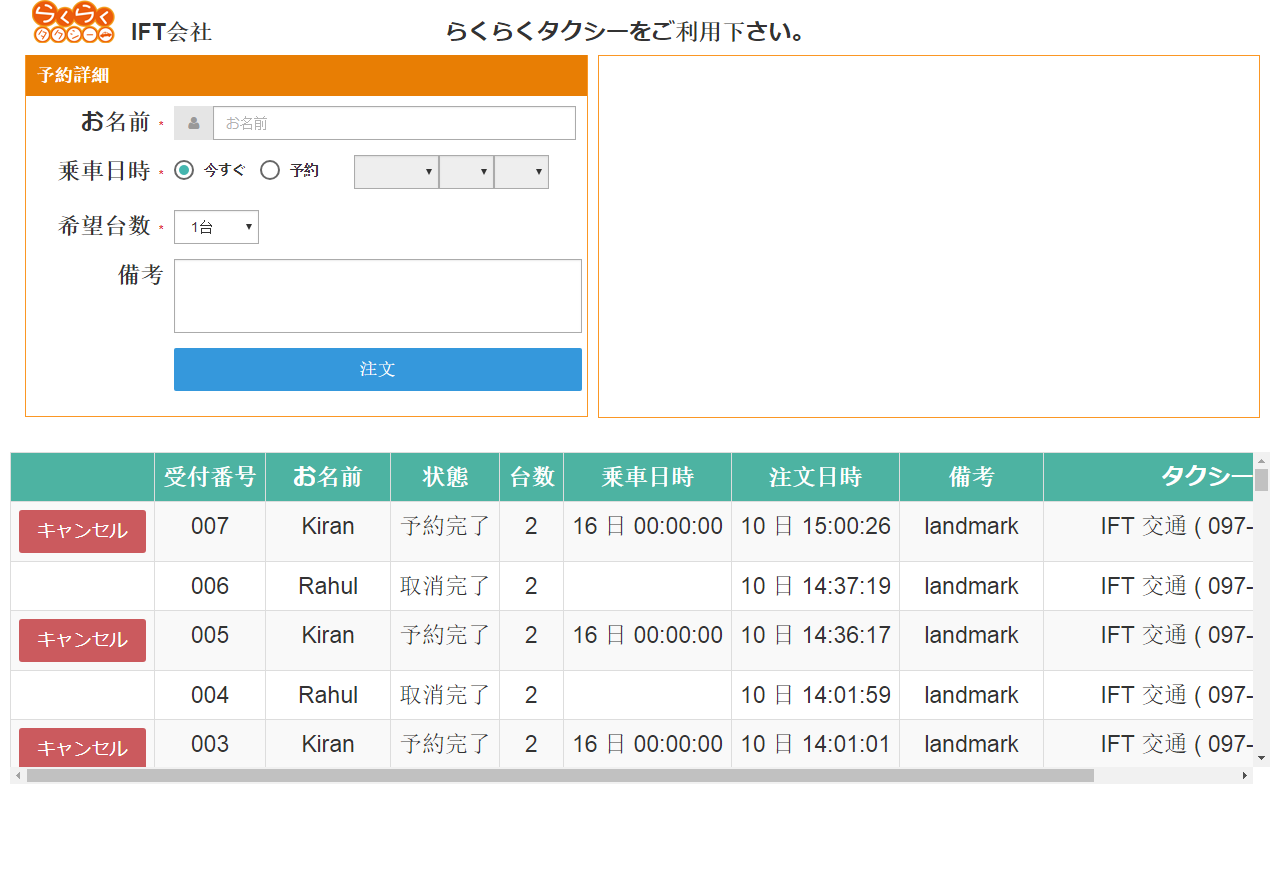 らくらく
タクシー
IFT会社
らくらくタクシーをご利用下さい。
予約詳細
お名前 *
お名前
乗車日時 * 今すぐ 予約
希望台数 * 1台
備考
注文
受付番号 お名前 状態 台数 乗車日時 注文日時 備考 タクシー
キャンセル 007 Kiran 予約完了 2 16 日 00:00:00 10 日 15:00:26 landmark IFT 交通 ( 097-
006 Rahul 取消完了 2 10 日 14:37:19 landmark IFT 交通 ( 097-
キャンセル 005 Kiran 予約完了 2 16 日 00:00:00 10 日 14:36:17 landmark IFT 交通 ( 097-
004 Rahul 取消完了 2 10 日 14:01:59 landmark IFT 交通 ( 097-
キャンセル 003 Kiran 予約完了 2 16 日 00:00:00 10 日 14:01:01 landmark IFT 交通 ( 097-